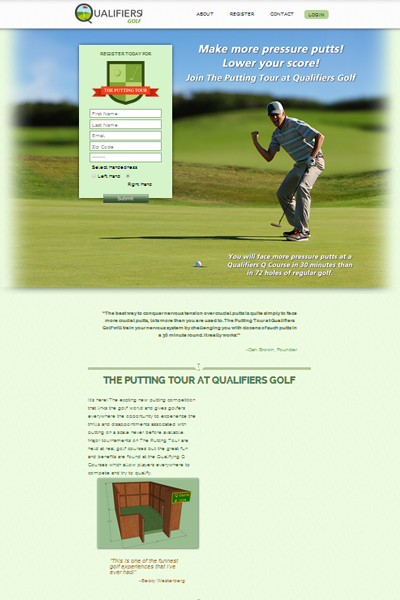 QUALIFIERS
GOLF
ABOUT
REGISTER
CONTACT
LOG IN
REGISTER TODAY FOR
THE PUTTING TOUR
First Name
Last Name
Email
Zip Code
Select Handedness
Left Hand
Right Hand
Submit
Make more pressure putts!
Lower your score!
Join The Putting Tour at Qualifiers Golf
You will face more pressure putts at a
Qualifiers Q Course in 30 minutes than
in 72 holes of regular golf.
"The best way to conquer nervous tension over crucial putts is quite simply to face
more crucial putts, lots more than you are used to. The Putting Tour at Qualifiers
Golf will train your nervous system by challenging you with dozens of such putts in
a 38 minute round. It really works!"
Brown, Founder
THE PUTTING TOUR AT QUALIFIERS GOLF
It's here! The exciting new putting competition
that links the golf world and gives golfers
everywhere the opportunity to experience the
thrills and disappointments associated with
putting on a scale never before available.
Major tournaments on The Putting Tour are
held at real golf courses but the great fun
and benefits are found at the Qualifying Q
Courses which allow players everywhere to
compete and try to qualify.
Q Course
"This is one of the funnest
golf experiences that I've
ever had!"
~Becky Westerberg